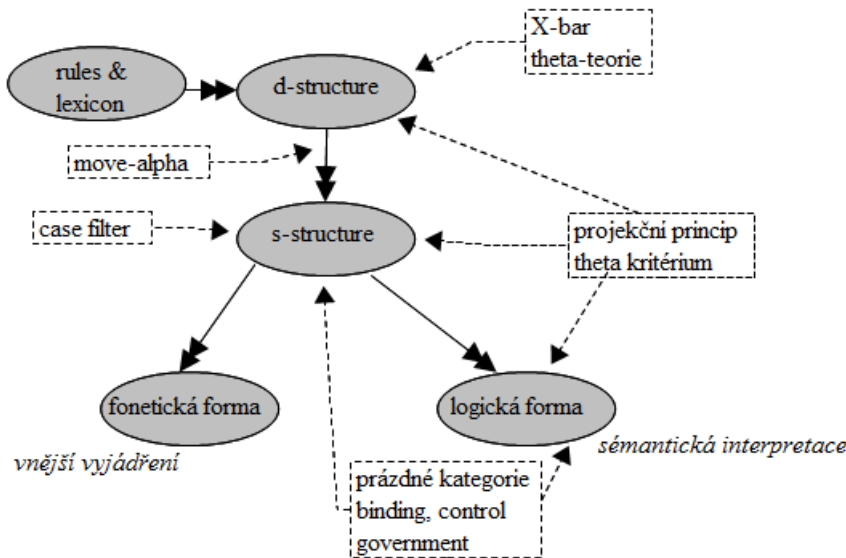 X-bar
theta-teorie
rules &
lexicon
d-structure
move-alpha
case filter
s-structure
projekční princip
theta kritérium
fonetická forma
logická forma
vnější vyjádření
sémantická interpretace
prázdné kategorie
binding, control
government